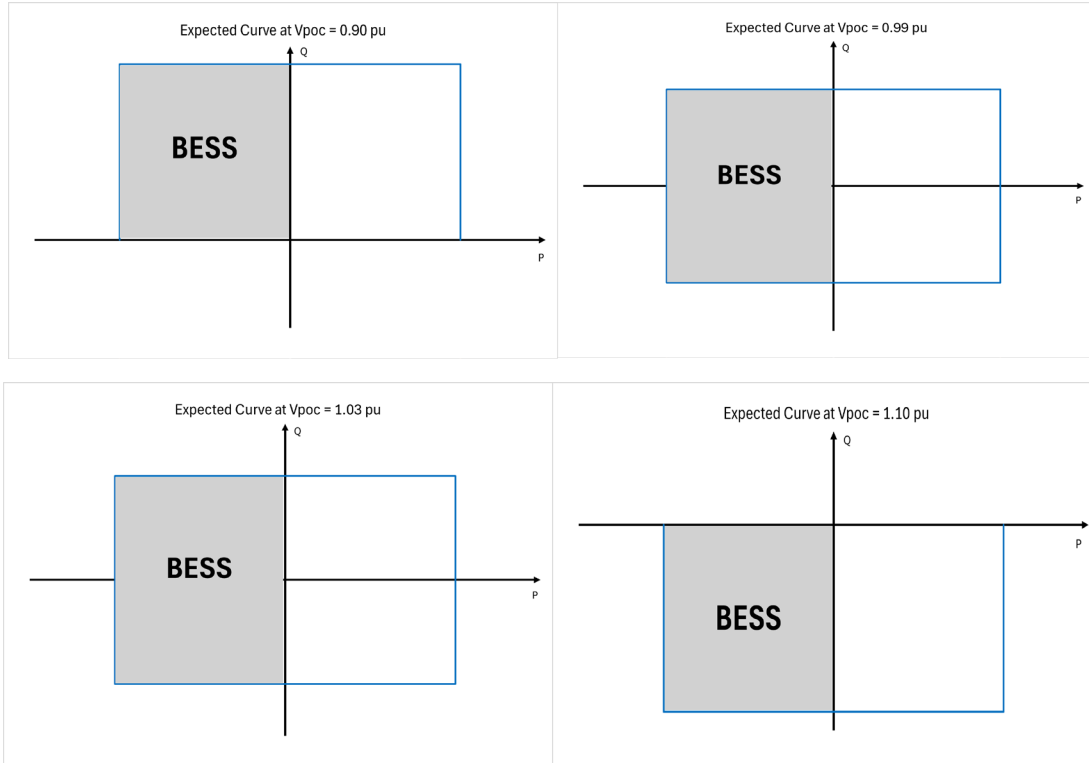 Expected Curve at Vpoc = 0.90 pu
Q
BESS
P
Expected Curve at Vpoc = 0.99 pu
Q
BESS
P
Expected Curve at Vpoc = 1.03 pu
Q
BESS
P
Expected Curve at Vpoc = 1.10 pu
Q
P
BESS